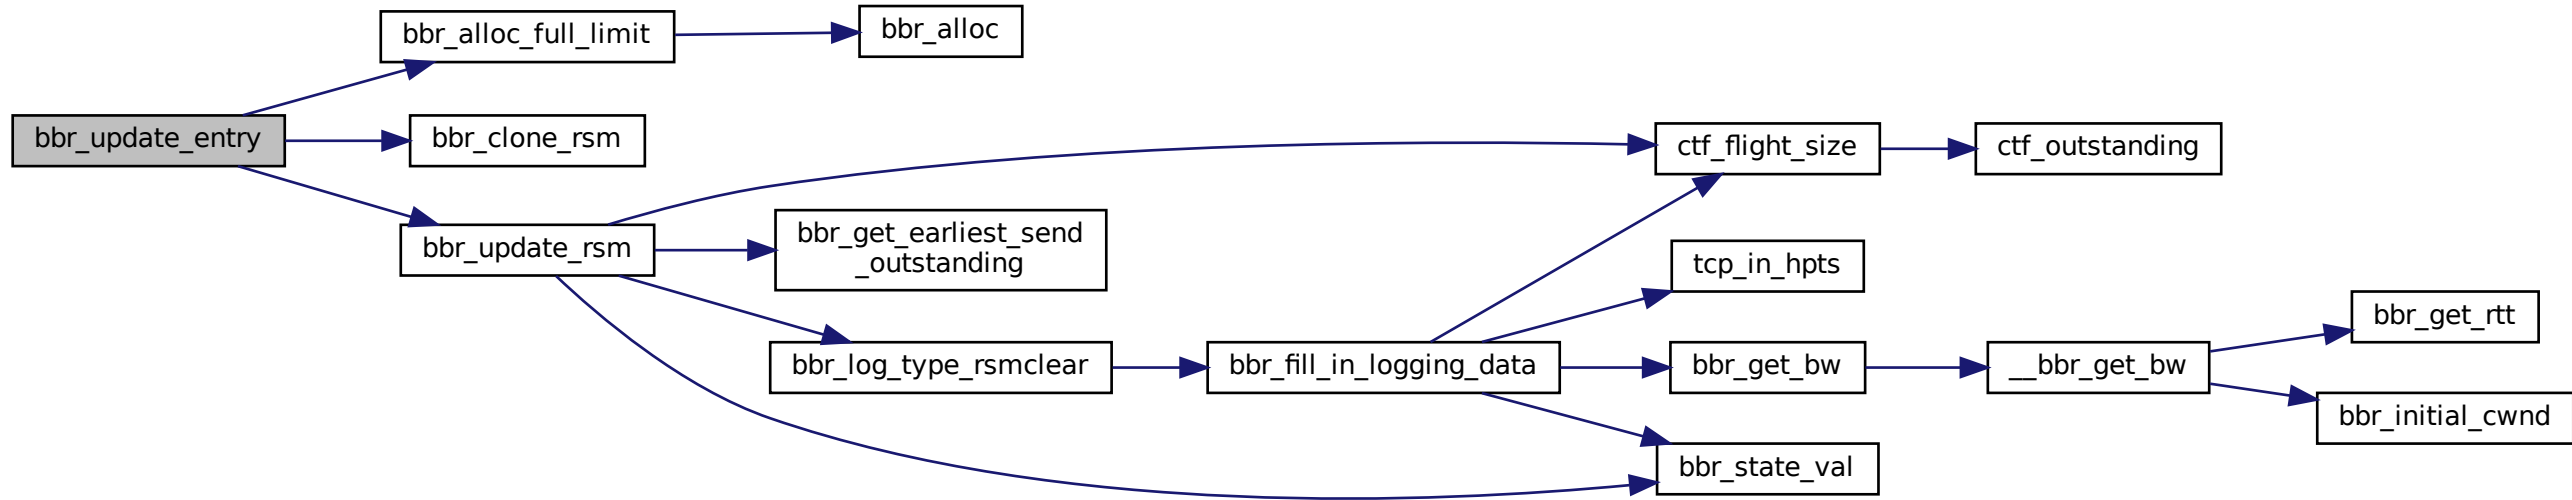 bbr_update_entry
bbr_alloc_full_limit
bbr_alloc
bbr_clone_rsm
bbr_update_rsm
ctf_flight_size
ctf_outstanding
bbr_get_earliest_send
_outstanding
bbr_log_type_rsmclear
bbr_fill_in_logging_data
tcp_in_hpts
bbr_get_bw
__bbr_get_bw
bbr_get_rtt
bbr_initial_cwnd
bbr_state_val